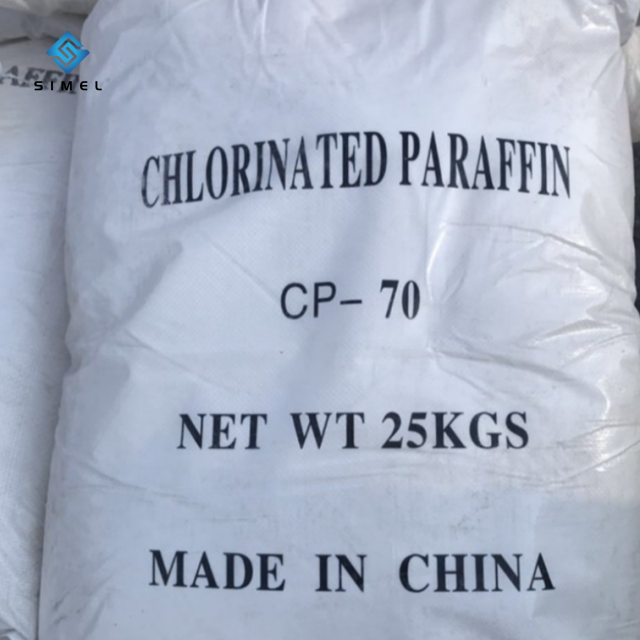 SIMEL
CHLORINATED PARAFFIN
CP- 70
NET WT 25KGS
MADE IN CHINA